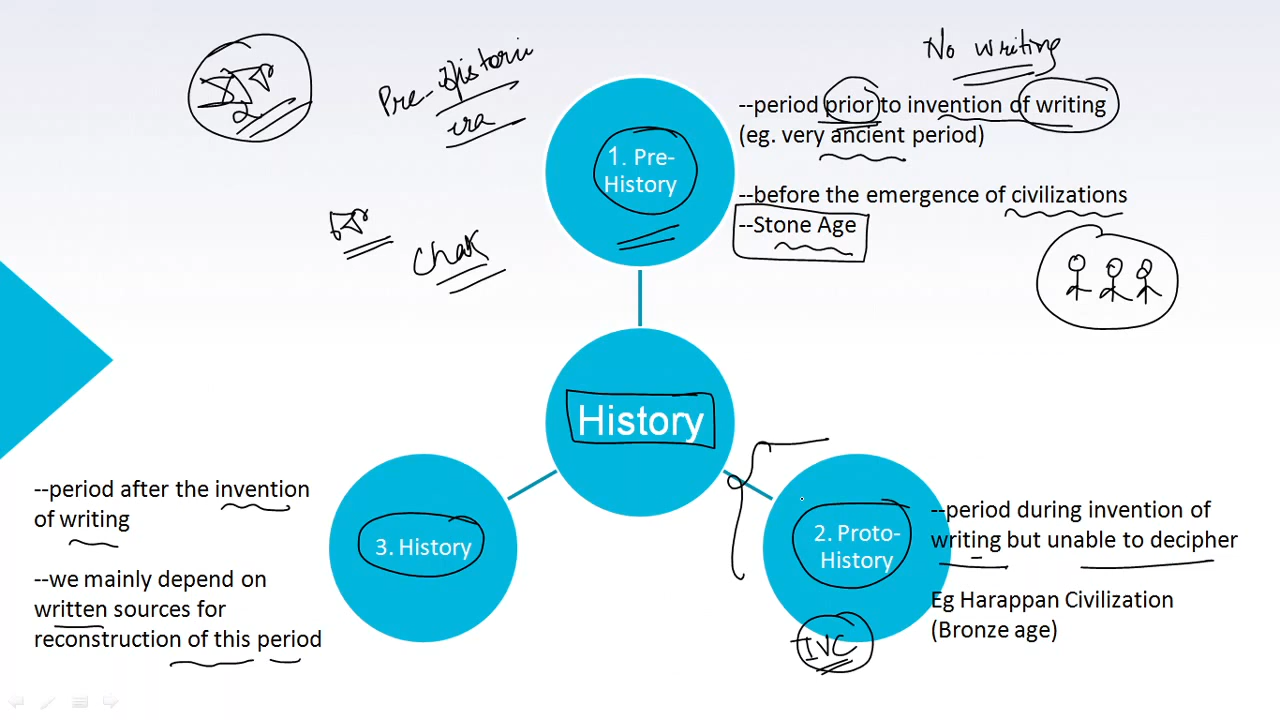 No writing
Pre-Historic
era
--period prior to invention of writing
(eg. very ancient period)
1. Pre-
History
--before the emergence of civilizations
--Stone Age
History
--period after the invention
of writing
3. History
--we mainly depend on
written sources for
reconstruction of this period
2. Proto-
History
--period during invention of
writing but unable to decipher
Eg Harappan Civilization
(Bronze age)
IVC